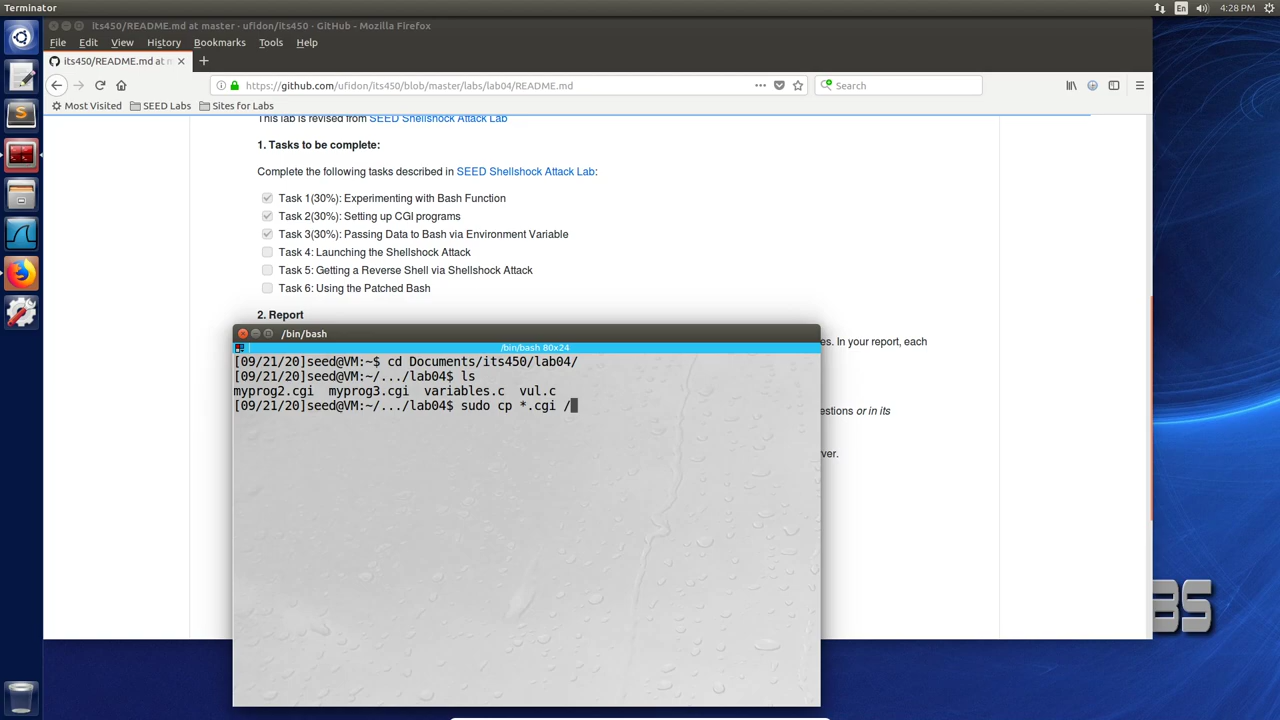 Terminator
En
4:28 PM
its450/README.md at master · ufidon/its450 · GitHub - Mozilla Firefox
File Edit View History Bookmarks Tools Help
its450/README.md at m
https://github.com/ufidon/its450/blob/master/labs/lab04/README.md
Search
Most Visited SEED Labs Sites for Labs
This lab is revised from SEED Shellshock Attack Lab
1. Tasks to be complete:
Complete the following tasks described in SEED Shellshock Attack Lab:
Task 1(30%): Experimenting with Bash Function
Task 2(30%): Setting up CGI programs
Task 3(30%): Passing Data to Bash via Environment Variable
Task 4: Launching the Shellshock Attack
Task 5: Getting a Reverse Shell via Shellshock Attack
Task 6: Using the Patched Bash
2. Report
es. In your report, each
estions or in its
ver.
/bin/bash
/bin/bash 80x24
[09/21/20]seed@VM:~$ cd Documents/its450/lab04/
[09/21/20]seed@VM:~/.../lab04$ ls
myprog2.cgi myprog3.cgi variables.c vul.c
[09/21/20]seed@VM:~/.../lab04$ sudo cp *.cgi /
BS